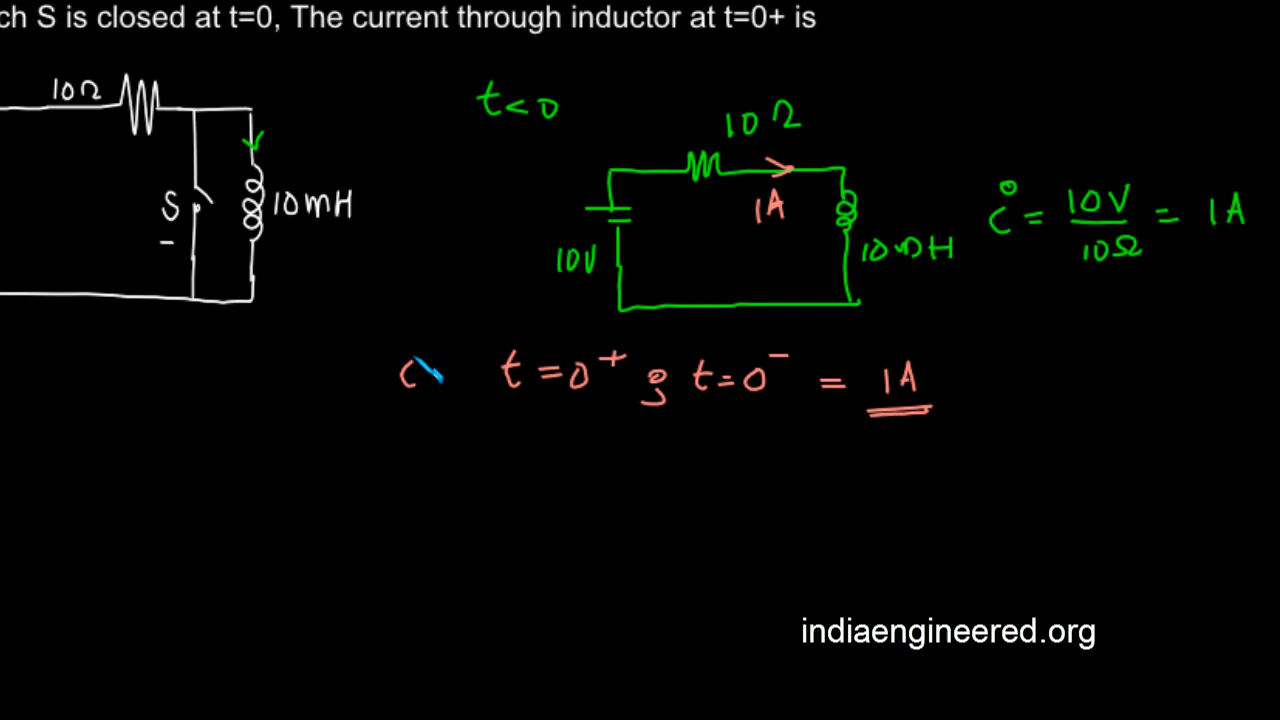 ch S is closed at t=0, The current through inductor at t=0+ is
10Ω
S
10mH
t<0
10Ω
1A
10V
10mH
i = 10V / 10Ω = 1A
t=0⁺ ; t=0⁻ = 1A
indiaengineered.org